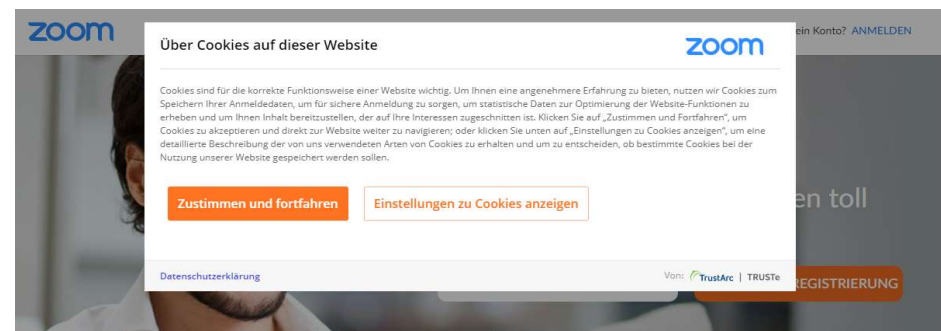 zoom
ein Konto? ANMELDEN
Über Cookies auf dieser Website
zoom
Cookies sind für die korrekte Funktionsweise einer Website wichtig. Um Ihnen eine angenehmere Erfahrung zu bieten, nutzen wir Cookies zum
Speichern Ihrer Anmeldedaten, um für sichere Anmeldung zu sorgen, um statistische Daten zur Optimierung der Website-Funktionen zu
erheben und um Ihnen Inhalt bereitzustellen, der auf Ihre Interessen zugeschnitten ist. Klicken Sie auf „Zustimmen und Fortfahren“, um
Cookies zu akzeptieren und direkt zur Website weiter zu navigieren; oder klicken Sie unten auf „Einstellungen zu Cookies anzeigen“, um eine
detaillierte Beschreibung der von uns verwendeten Arten von Cookies zu erhalten und um zu entscheiden, ob bestimmte Cookies bei der
Nutzung unserer Website gespeichert werden sollen.
Zustimmen und fortfahren
Einstellungen zu Cookies anzeigen
en toll
Datenschutzerklärung
Von: TrustArc | TRUSTe
REGISTRIERUNG